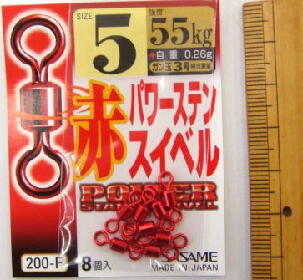 SIZE
5
強度
55kg
自重 0.26g
ガン玉3号
赤
パワーステン
スイベル
POWER
200-F
8個入
SAME
MADE IN JAPAN